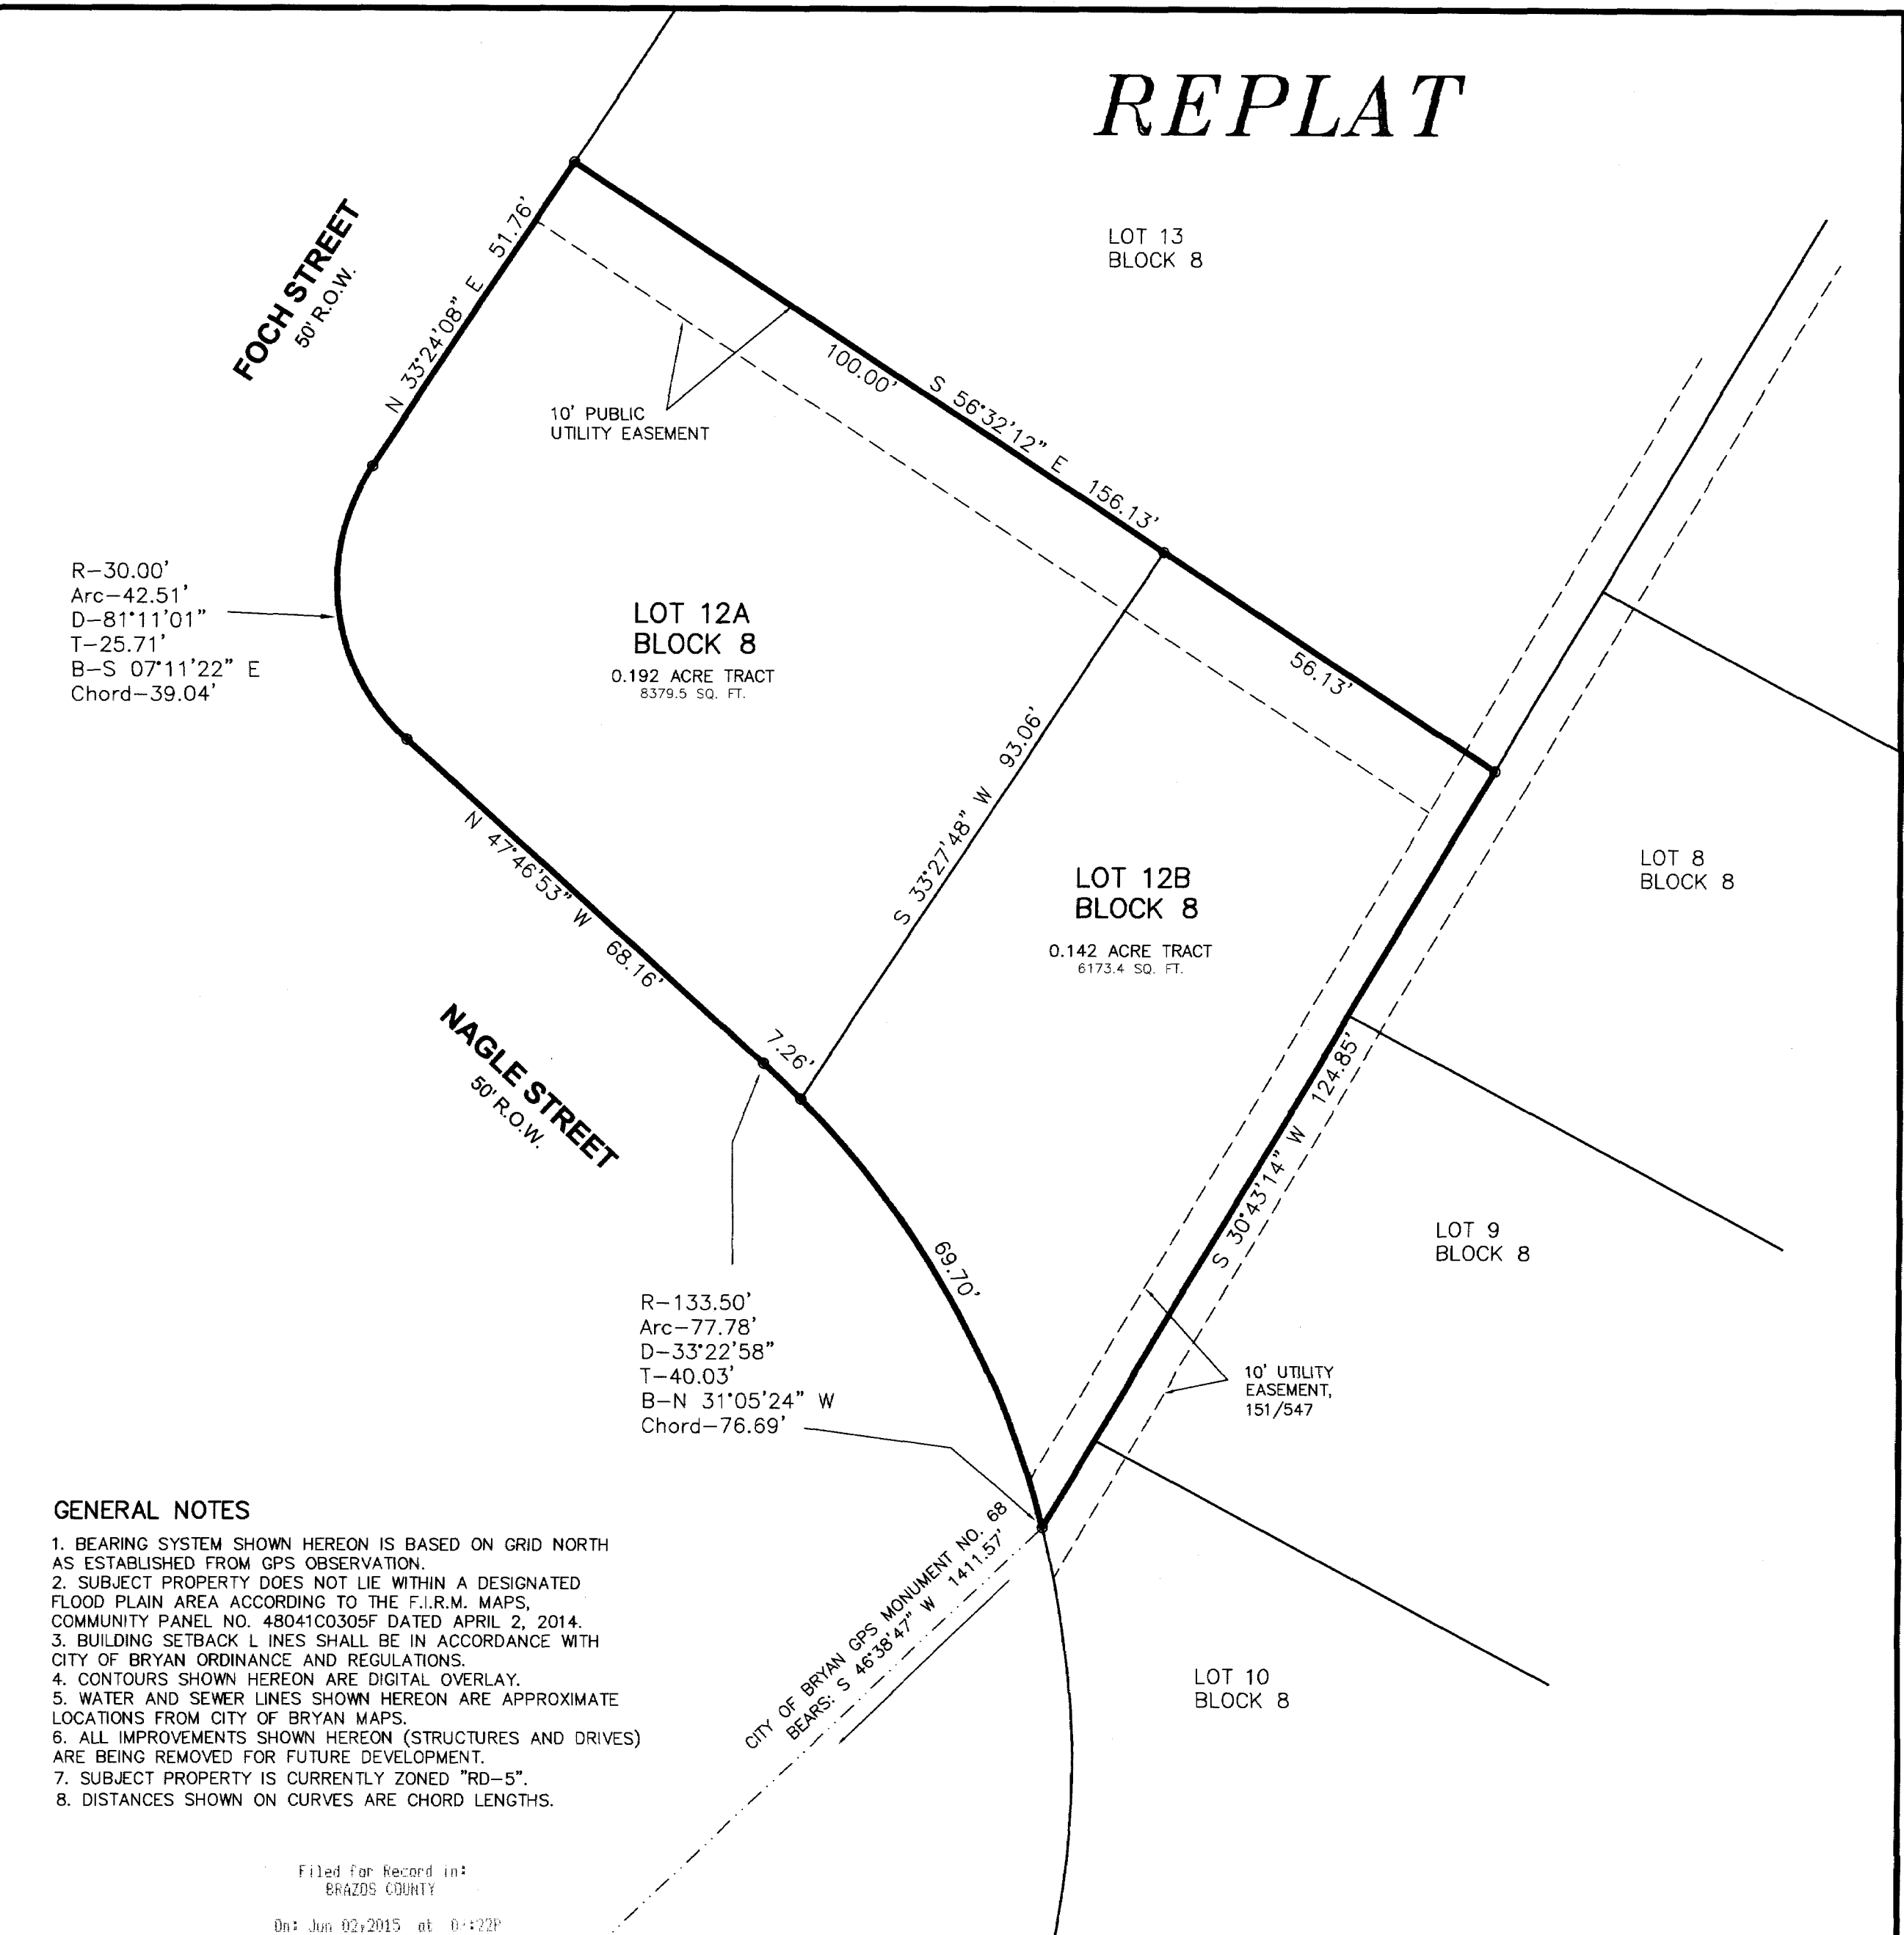 REPLAT
LOT 13
BLOCK 8
FOCH STREET
50' R.O.W.
N 33°24'08" E 51.76'
10' PUBLIC
UTILITY EASEMENT
100.00'
S 56°32'12" E 156.13'
56.13'
R-30.00'
Arc-42.51'
D-81°11'01"
T-25.71'
B-S 07°11'22" E
Chord-39.04'
LOT 12A
BLOCK 8
0.192 ACRE TRACT
8379.5 SQ. FT.
S 33°27'48" W 93.06'
N 47°46'53" W 68.16'
7.26'
LOT 12B
BLOCK 8
0.142 ACRE TRACT
6173.4 SQ. FT.
LOT 8
BLOCK 8
NAGLE STREET
50' R.O.W.
69.70'
S 30°43'14" W 124.85'
LOT 9
BLOCK 8
R-133.50'
Arc-77.78'
D-33°22'58"
T-40.03'
B-N 31°05'24" W
Chord-76.69'
10' UTILITY
EASEMENT,
151/547
CITY OF BRYAN GPS MONUMENT NO. 68
BEARS: S 46°38'47" W 1411.57'
LOT 10
BLOCK 8
GENERAL NOTES
1. BEARING SYSTEM SHOWN HEREON IS BASED ON GRID NORTH
AS ESTABLISHED FROM GPS OBSERVATION.
2. SUBJECT PROPERTY DOES NOT LIE WITHIN A DESIGNATED
FLOOD PLAIN AREA ACCORDING TO THE F.I.R.M. MAPS,
COMMUNITY PANEL NO. 48041C0305F DATED APRIL 2, 2014.
3. BUILDING SETBACK L INES SHALL BE IN ACCORDANCE WITH
CITY OF BRYAN ORDINANCE AND REGULATIONS.
4. CONTOURS SHOWN HEREON ARE DIGITAL OVERLAY.
5. WATER AND SEWER LINES SHOWN HEREON ARE APPROXIMATE
LOCATIONS FROM CITY OF BRYAN MAPS.
6. ALL IMPROVEMENTS SHOWN HEREON (STRUCTURES AND DRIVES)
ARE BEING REMOVED FOR FUTURE DEVELOPMENT.
7. SUBJECT PROPERTY IS CURRENTLY ZONED "RD-5".
8. DISTANCES SHOWN ON CURVES ARE CHORD LENGTHS.
Filed for Record in:
BRAZOS COUNTY
On: Jun 02,2015 at